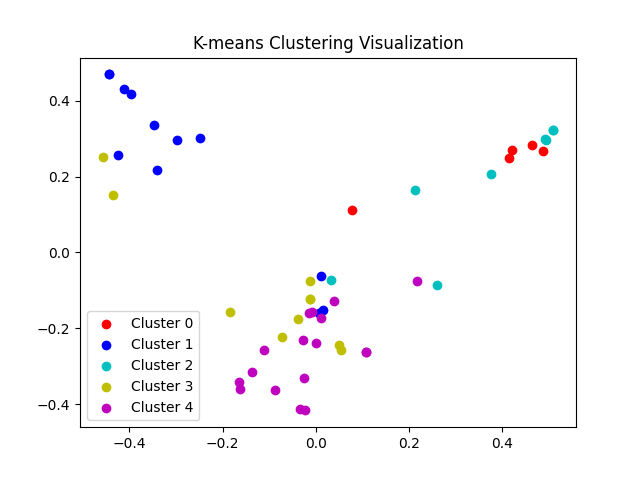 K-means Clustering Visualization
0.4
0.2
0.0
−0.2
−0.4
Cluster 0
Cluster 1
Cluster 2
Cluster 3
Cluster 4
−0.4
−0.2
0.0
0.2
0.4